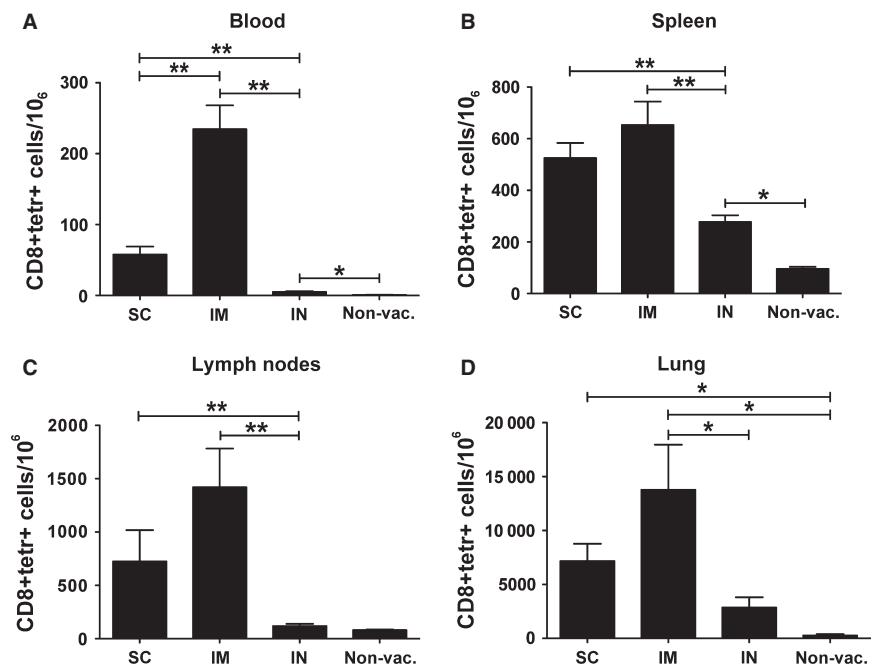 A
Blood
**
**
**
300
200
100
0
*
CD8+tetr+ cells/10₆
SC IM IN Non-vac.
B
Spleen
**
**
800
600
400
200
0
*
CD8+tetr+ cells/10₆
SC IM IN Non-vac.
C
Lymph nodes
**
**
2000
1500
1000
500
0
CD8+tetr+ cells/10⁶
SC IM IN Non-vac.
D
Lung
*
*
*
20 000
15 000
10 000
5000
0
CD8+tetr+ cells/10⁶
SC IM IN Non-vac.